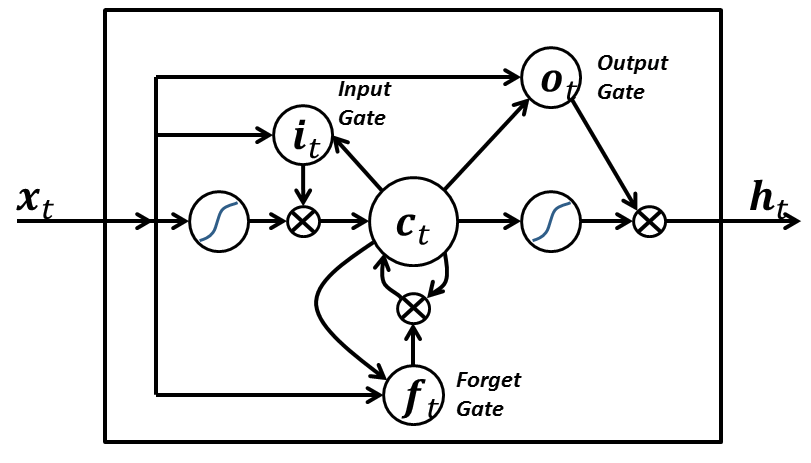 Input
Gate
o_t
Output
Gate
i_t
x_t
c_t
h_t
f_t
Forget
Gate